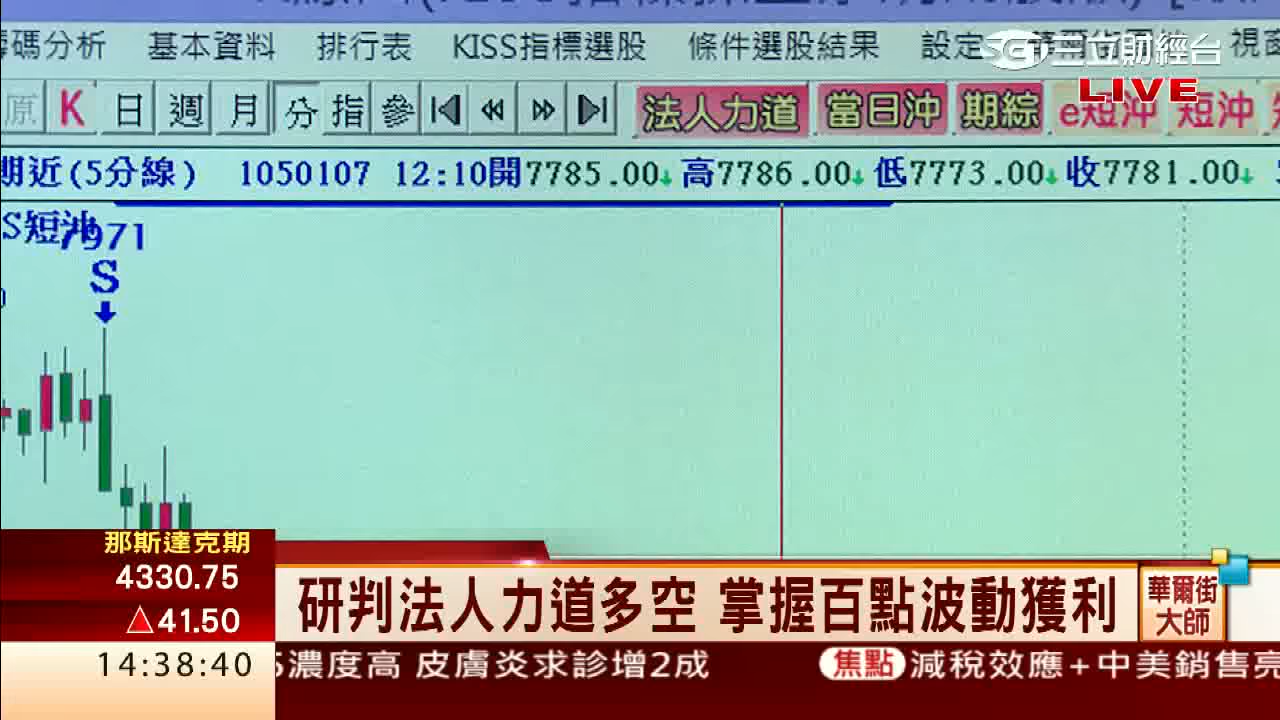 碼分析 基本資料 排行表 KISS指標選股 條件選股結果 設定
三立財經台
LIVE
原 K 日 週 月 分 指 參 法人力道 當日沖 期綜 e短沖 短沖
期近(5分線) 1050107 12:10開7785.00↓高7786.00↓低7773.00↓收7781.00↓
S短沖
7971
S
那斯達克期
4330.75
△41.50
研判法人力道多空 掌握百點波動獲利
華爾街
大師
14:38:40
5濃度高 皮膚炎求診增2成 焦點 減稅效應+中美銷售亮